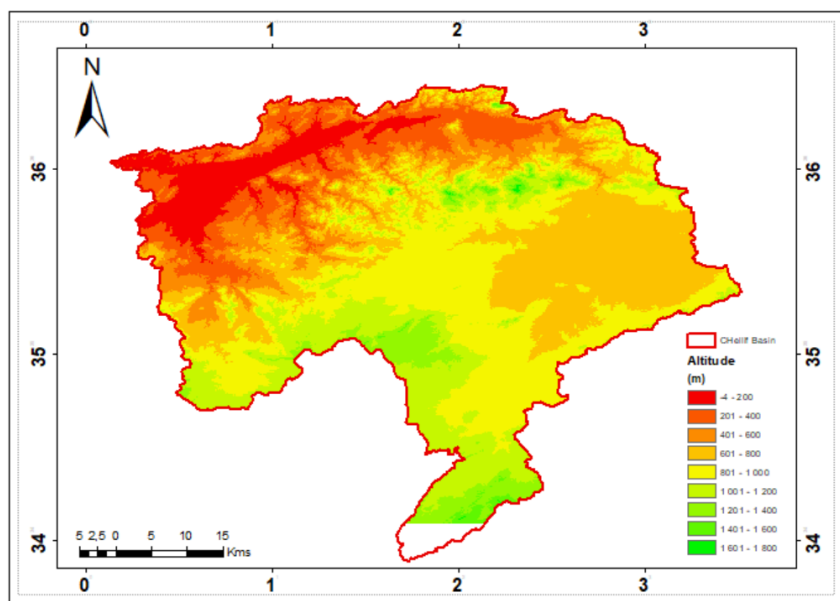 0 1 2 3
N
36 36
35 35
CHellif Basin
Altitude
(m)
-4 - 200
201 - 400
401 - 600
601 - 800
801 - 1 000
1 001 - 1 200
1 201 - 1 400
1 401 - 1 600
1 601 - 1 800
34 34
5 2,5 0 5 10 15
Kms
0 1 2 3